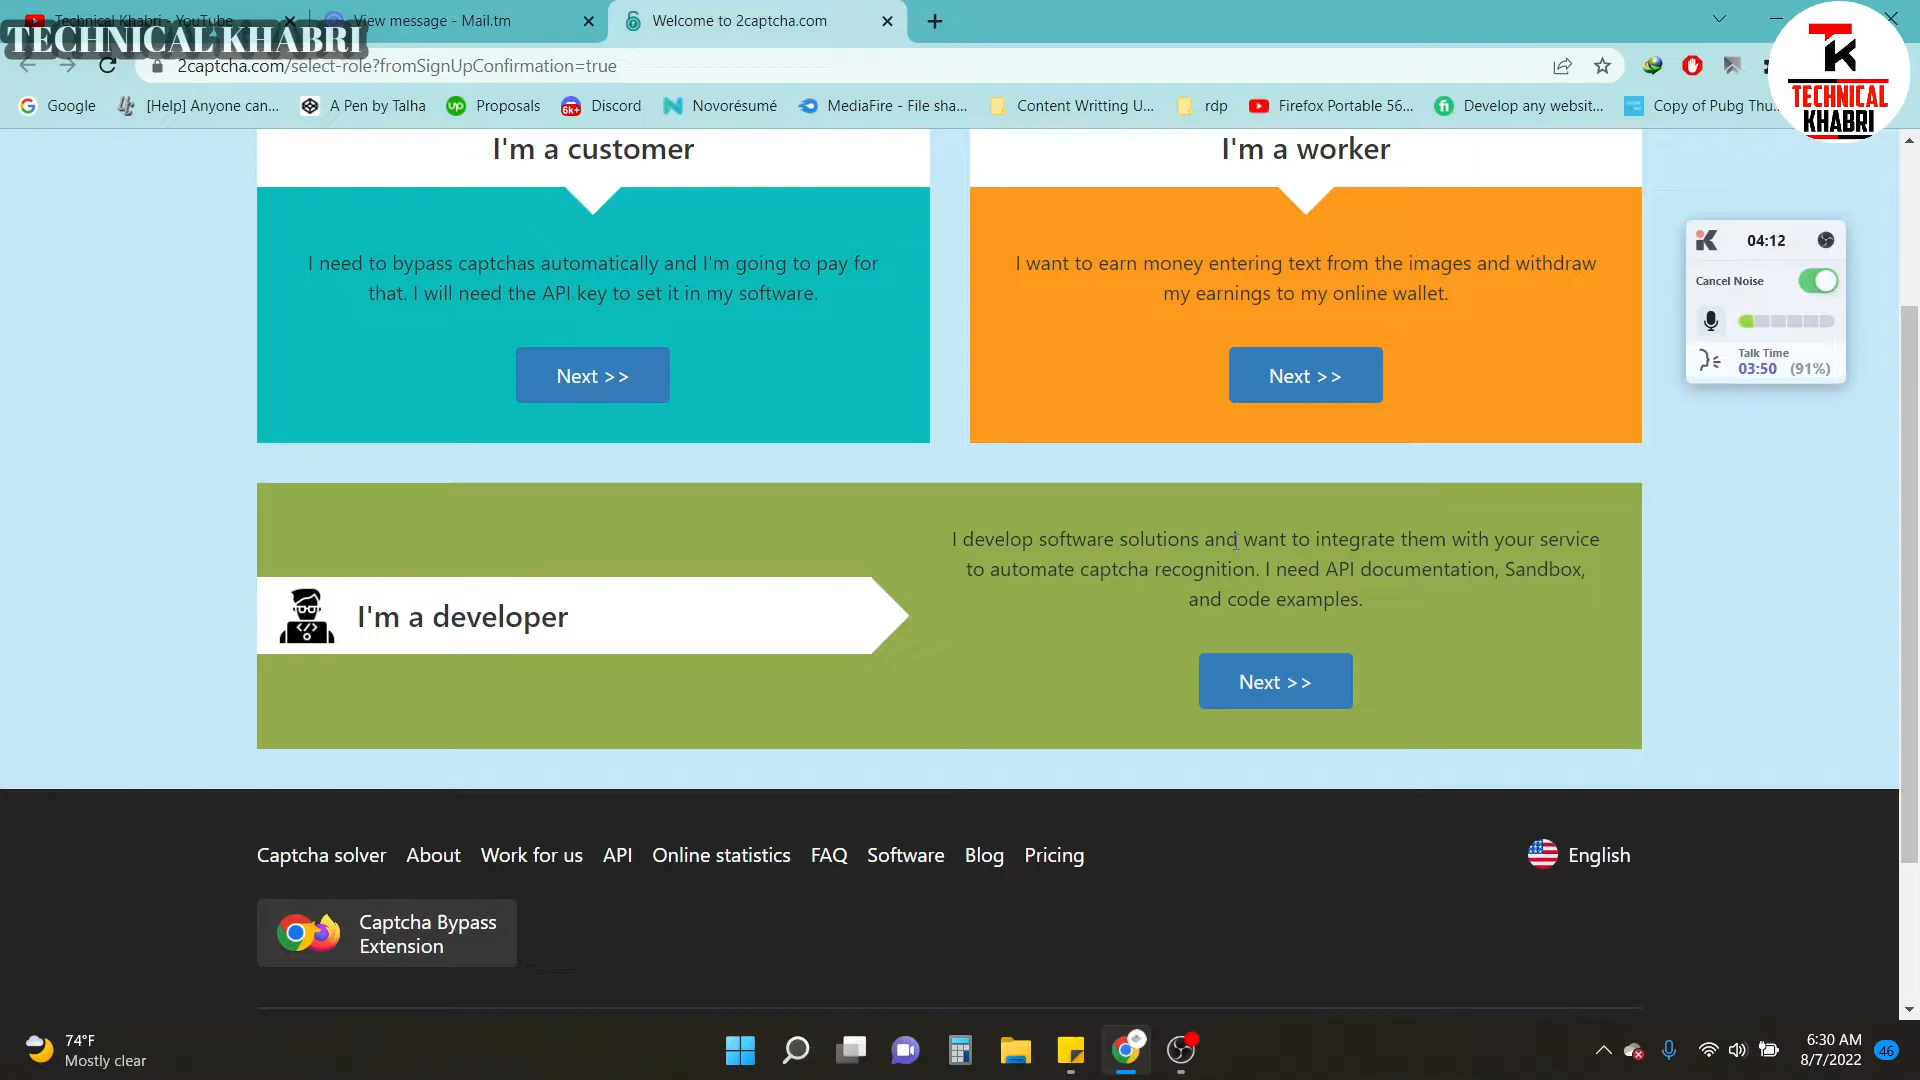 Technical Khabri - YouTube
View message - Mail.tm
Welcome to 2captcha.com
TECHNICAL KHABRI
2captcha.com/select-role?fromSignUpConfirmation=true
Google
[Help] Anyone can...
A Pen by Talha
Proposals
Discord
Novorésumé
MediaFire - File sha...
Content Writting U...
rdp
Firefox Portable 56...
Develop any websit...
Copy of Pubg Thu...
TECHNICAL
KHABRI
I'm a customer
I'm a worker
I need to bypass captchas automatically and I'm going to pay for
that. I will need the API key to set it in my software.
Next >>
I want to earn money entering text from the images and withdraw
my earnings to my online wallet.
Next >>
04:12
Cancel Noise
Talk Time
03:50 (91%)
I'm a developer
I develop software solutions and want to integrate them with your service
to automate captcha recognition. I need API documentation, Sandbox,
and code examples.
Next >>
Captcha solver About Work for us API Online statistics FAQ Software Blog Pricing
English
Captcha Bypass
Extension
74°F
Mostly clear
6:30 AM
8/7/2022
46